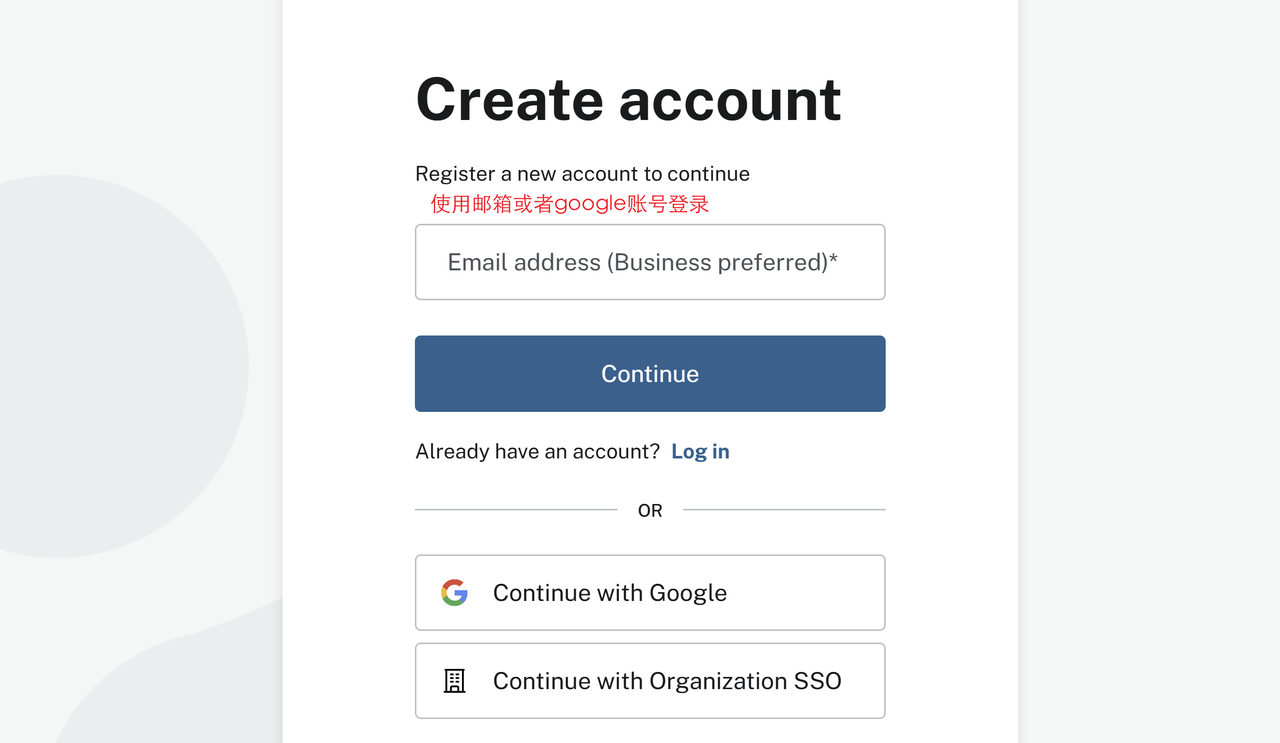 Create account
Register a new account to continue
使用邮箱或者google账号登录
Email address (Business preferred)*
Continue
Already have an account? Log in
OR
Continue with Google
Continue with Organization SSO